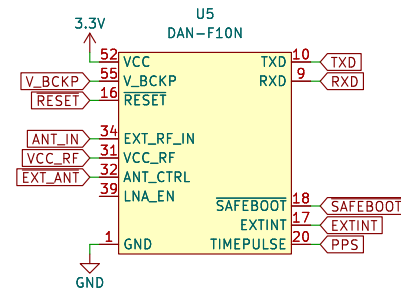 U5
3.3V
DAN-F10N
52 VCC TXD 10 TXD
V_BCKP 55 V_BCKP RXD 9 RXD
RESET 16 RESET
ANT_IN 34 EXT_RF_IN
VCC_RF 31 VCC_RF
EXT_ANT 32 ANT_CTRL
39 LNA_EN
SAFEBOOT 18 SAFEBOOT
EXTINT 17 EXTINT
1 GND TIMEPULSE 20 PPS
GND